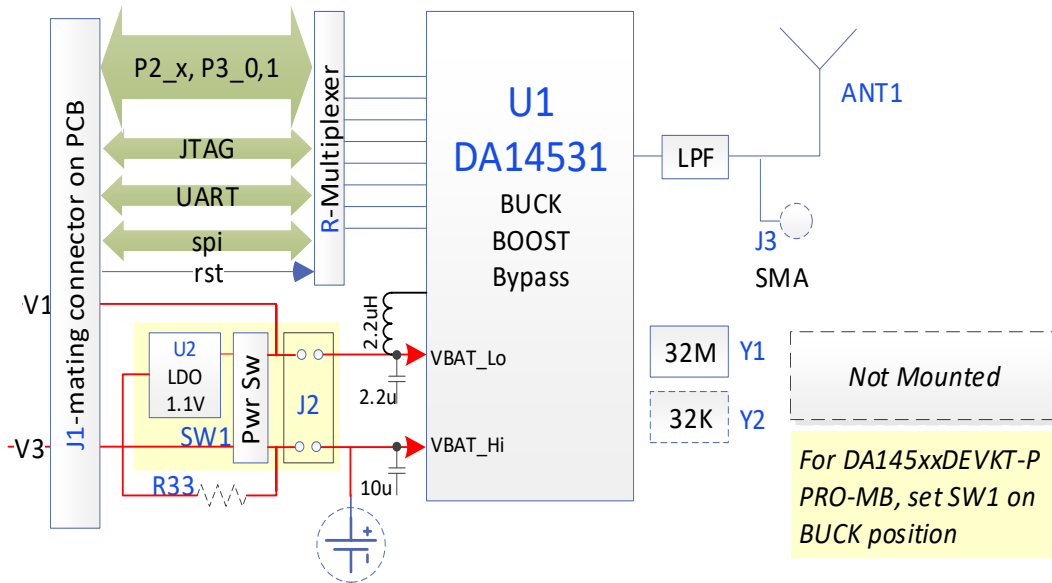 J1-mating connector on PCB
P2_x, P3_0,1
JTAG
UART
spi
rst
R-Multiplexer
V1
V3
U2
LDO
1.1V
SW1
Pwr Sw
J2
R33
2.2uH
2.2u
10u
+
VBAT_Lo
VBAT_Hi
U1
DA14531
BUCK
BOOST
Bypass
LPF
ANT1
J3
SMA
32M
Y1
32K
Y2
Not Mounted
For DA145xxDEVKT-P
PRO-MB, set SW1 on
BUCK position